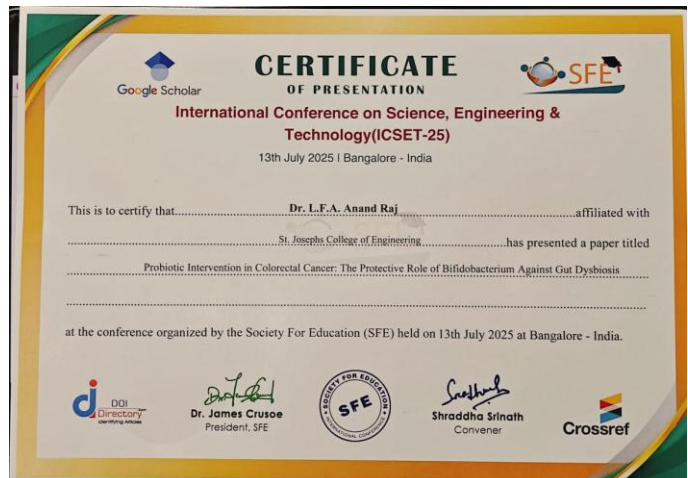 CERTIFICATE
OF PRESENTATION
Google Scholar
SFE
International Conference on Science, Engineering &
Technology(ICSET-25)
13th July 2025 | Bangalore - India
This is to certify that Dr. L.F.A. Anand Raj affiliated with
St. Josephs College of Engineering has presented a paper titled
Probiotic Intervention in Colorectal Cancer: The Protective Role of Bifidobacterium Against Gut Dysbiosis
at the conference organized by the Society For Education (SFE) held on 13th July 2025 at Bangalore - India.
DOI
Directory
Identifying Articles
Dr. James Crusoe
President, SFE
SOCIETY FOR EDUCATION
SFE
INTERNATIONAL CONFERENCE
Shraddha Srinath
Convener
Crossref